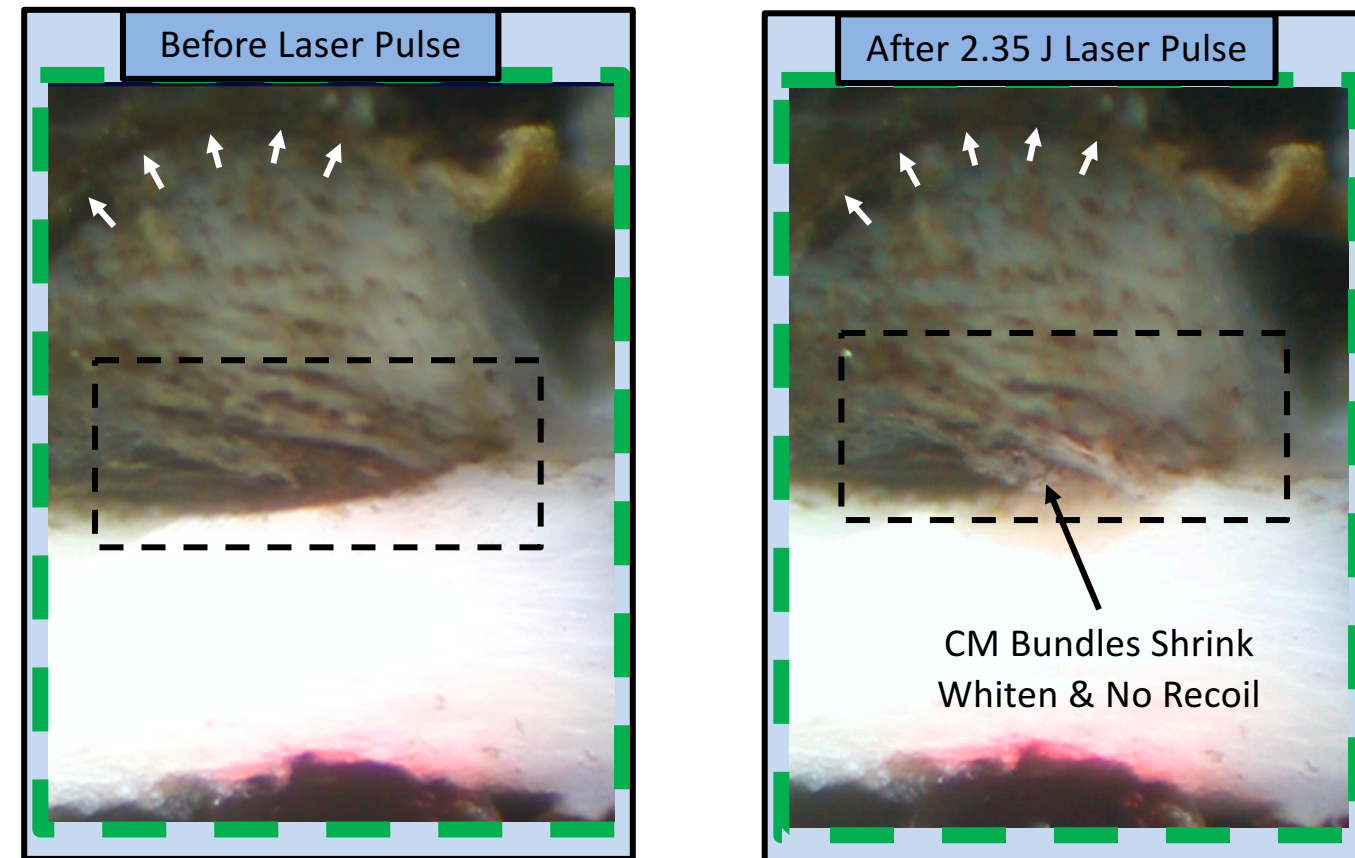 Before Laser Pulse
After 2.35 J Laser Pulse
CM Bundles Shrink
Whiten & No Recoil